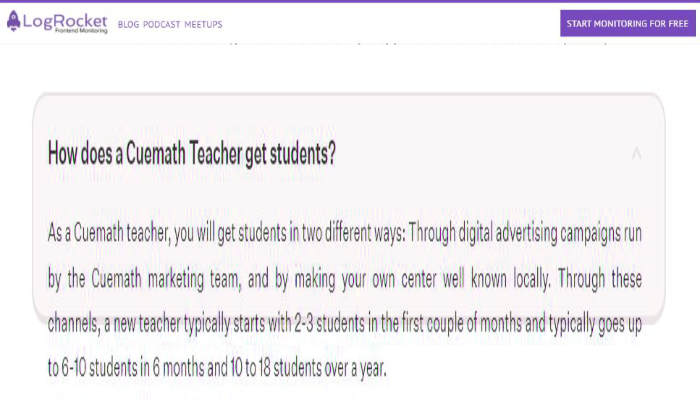 LogRocket
Frontend Monitoring
BLOG PODCAST MEETUPS
START MONITORING FOR FREE
How does a Cuemath Teacher get students?
As a Cuemath teacher, you will get students in two different ways: Through digital advertising campaigns run
by the Cuemath marketing team, and by making your own center well known locally. Through these
channels, a new teacher typically starts with 2-3 students in the first couple of months and typically goes up
to 6-10 students in 6 months and 10 to 18 students over a year.